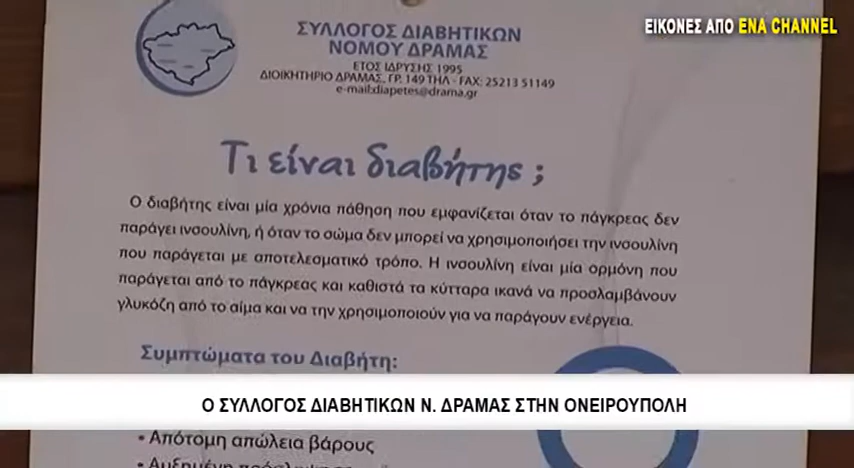 ΕΙΚΟΝΕΣ ΑΠΟ ΕΝΑ CHANNEL
ΣΥΛΛΟΓΟΣ ΔΙΑΒΗΤΙΚΩΝ
ΝΟΜΟΥ ΔΡΑΜΑΣ
ΕΤΟΣ ΙΔΡΥΣΗΣ 1995
ΔΙΟΙΚΗΤΗΡΙΟ ΔΡΑΜΑΣ, ΓΡ. 149 ΤΗΛ - FAX: 25213 51149
e-mail:diapetes@drama.gr
Τι είναι διαβήτης ;
Ο διαβήτης είναι μία χρόνια πάθηση που εμφανίζεται όταν το πάγκρεας δεν
παράγει ινσουλίνη, ή όταν το σώμα δεν μπορεί να χρησιμοποιήσει την ινσουλίνη
που παράγεται με αποτελεσματικό τρόπο. Η ινσουλίνη είναι μία ορμόνη που
παράγεται από το πάγκρεας και καθιστά τα κύτταρα ικανά να προσλαμβάνουν
γλυκόζη από το αίμα και να την χρησιμοποιούν για να παράγουν ενέργεια.
Συμπτώματα του Διαβήτη:
Ο ΣΥΛΛΟΓΟΣ ΔΙΑΒΗΤΙΚΩΝ Ν. ΔΡΑΜΑΣ ΣΤΗΝ ΟΝΕΙΡΟΥΠΟΛΗ
• Απότομη απώλεια βάρους
• Αυξημένη